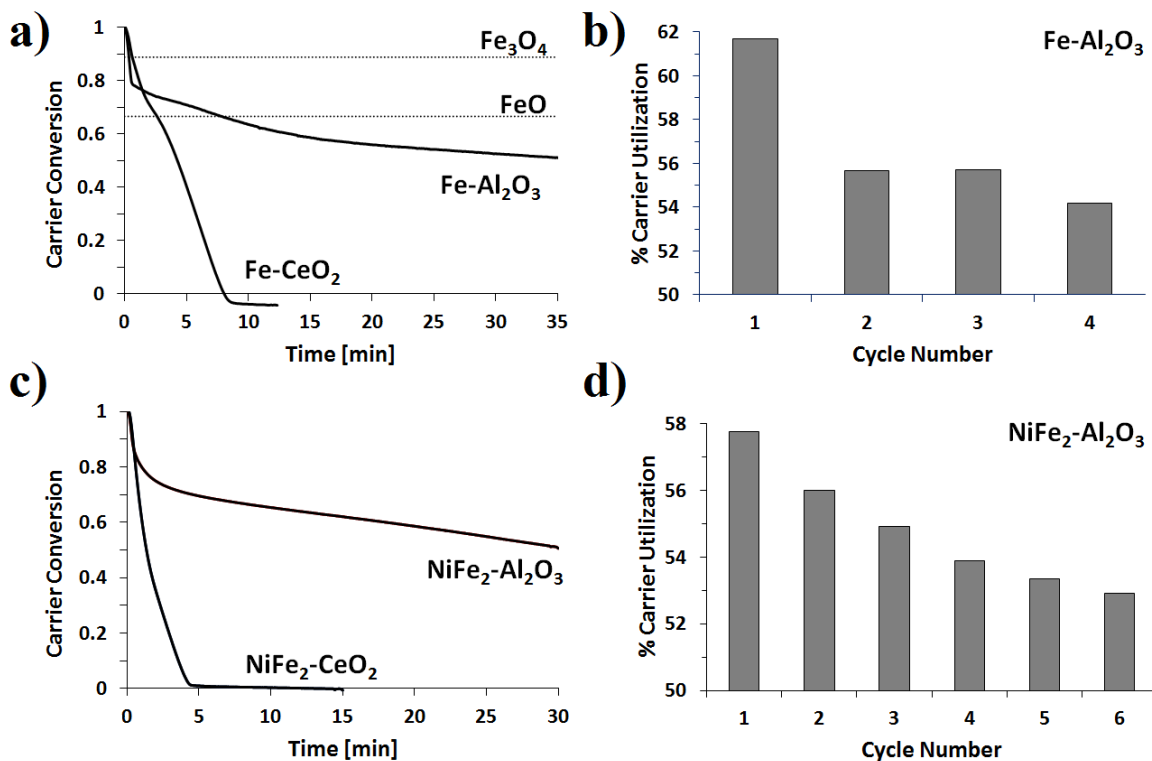 a)
Carrier Conversion
1
0.8
0.6
0.4
0.2
0
Fe₃O₄
FeO
Fe-Al₂O₃
Fe-CeO₂
0 5 10 15 20 25 30 35
Time [min]
b)
Fe-Al₂O₃
% Carrier Utilization
62
60
58
56
54
52
50
1 2 3 4
Cycle Number
c)
Carrier Conversion
1
0.8
0.6
0.4
0.2
0
NiFe₂-Al₂O₃
NiFe₂-CeO₂
0 5 10 15 20 25 30
Time [min]
d)
NiFe₂-Al₂O₃
% Carrier Utilization
58
56
54
52
50
1 2 3 4 5 6
Cycle Number